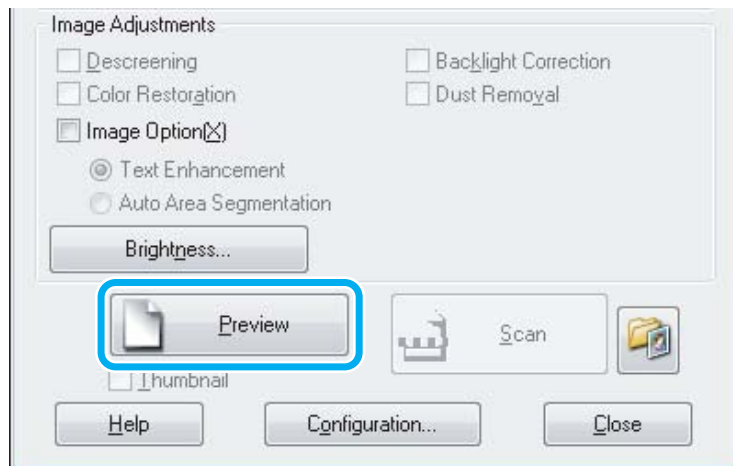 Image Adjustments
Descreening Backlight Correction
Color Restoration Dust Removal
Image Option(X)
Text Enhancement
Auto Area Segmentation
Brightness...
Preview Scan
Thumbnail
Help Configuration... Close